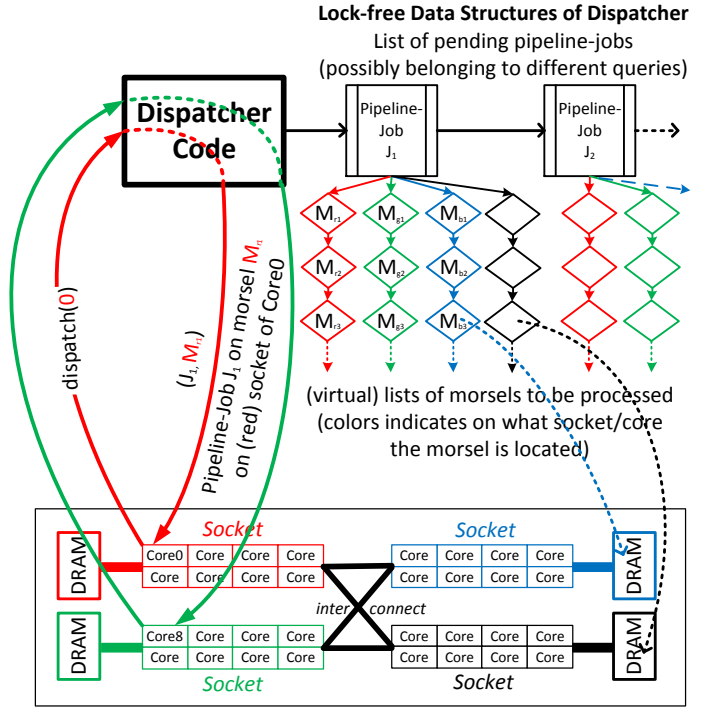 Lock-free Data Structures of Dispatcher
List of pending pipeline-jobs
(possibly belonging to different queries)
Dispatcher
Code
Pipeline-
Job
J1
Pipeline-
Job
J2
Mr1
Mg1
Mb1
Mr2
Mg2
Mb2
Mr3
Mg3
Mb3
dispatch(0)
(J1, Mr1)
Pipeline-Job J1 on morsel Mr1
on (red) socket of Core0
(virtual) lists of morsels to be processed
(colors indicates on what socket/core
the morsel is located)
Socket
Socket
DRAM
Core0 Core Core Core
Core Core Core Core
Core Core Core Core
Core Core Core Core
DRAM
inter connect
DRAM
Core8 Core Core Core
Core Core Core Core
Core Core Core Core
Core Core Core Core
DRAM
Socket
Socket